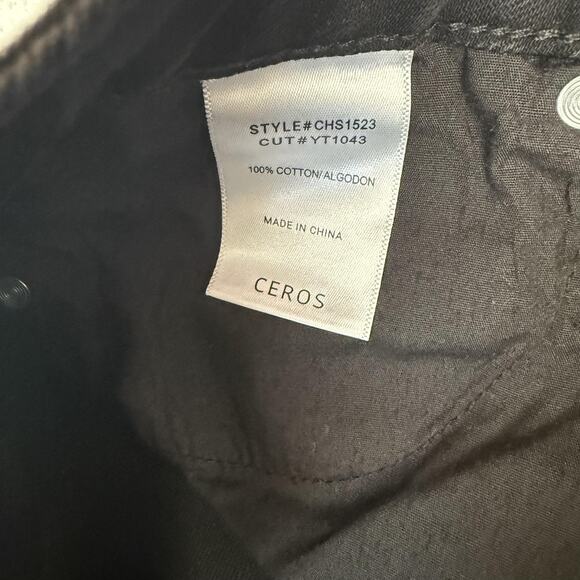 STYLE#CHS1523
CUT#YT1043
100% COTTON/ALGODON
MADE IN CHINA
CEROS